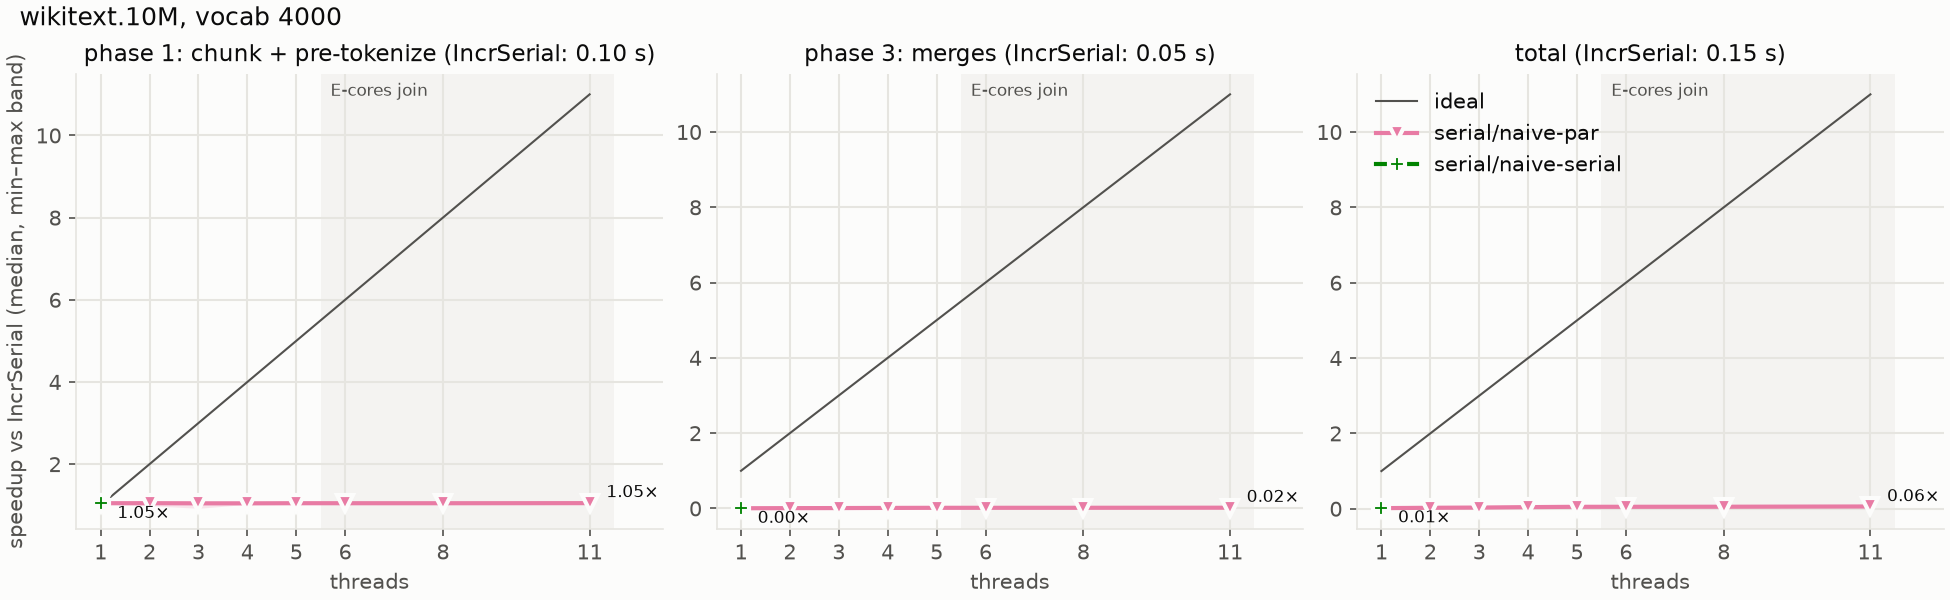 wikitext.10M, vocab 4000
phase 1: chunk + pre-tokenize (IncrSerial: 0.10 s)
speedup vs IncrSerial (median, min–max band)
E-cores join
10
8
6
4
2
1.05×
1.05×
1 2 3 4 5 6 8 11
threads
phase 3: merges (IncrSerial: 0.05 s)
E-cores join
10
8
6
4
2
0
0.00×
0.02×
1 2 3 4 5 6 8 11
threads
total (IncrSerial: 0.15 s)
E-cores join
ideal
serial/naive-par
serial/naive-serial
10
8
6
4
2
0
0.01×
0.06×
1 2 3 4 5 6 8 11
threads